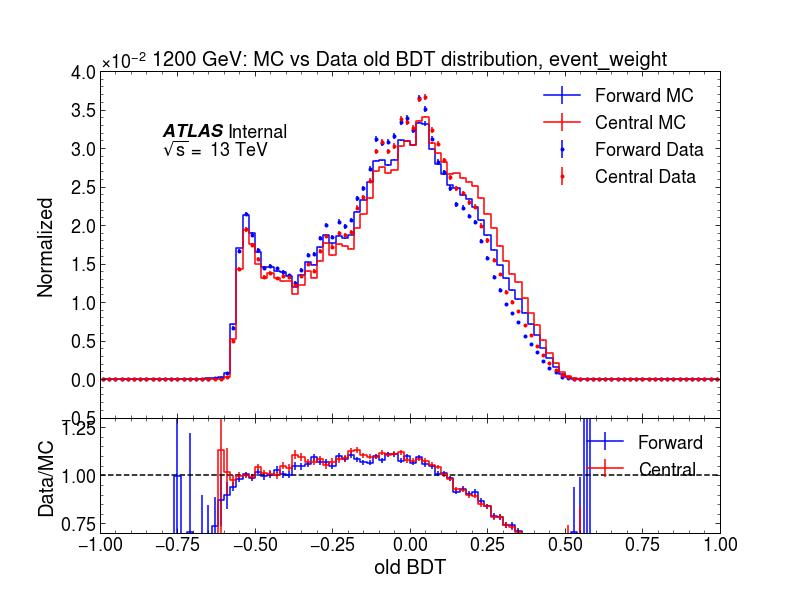 ×10⁻² 1200 GeV: MC vs Data old BDT distribution, event_weight
4.0
3.5
3.0
2.5
2.0
1.5
1.0
0.5
0.0
Normalized
ATLAS Internal
√s = 13 TeV
Forward MC
Central MC
Forward Data
Central Data
0.5
1.25
1.00
0.75
Data/MC
Forward
Central
−1.00 −0.75 −0.50 −0.25 0.00 0.25 0.50 0.75 1.00
old BDT